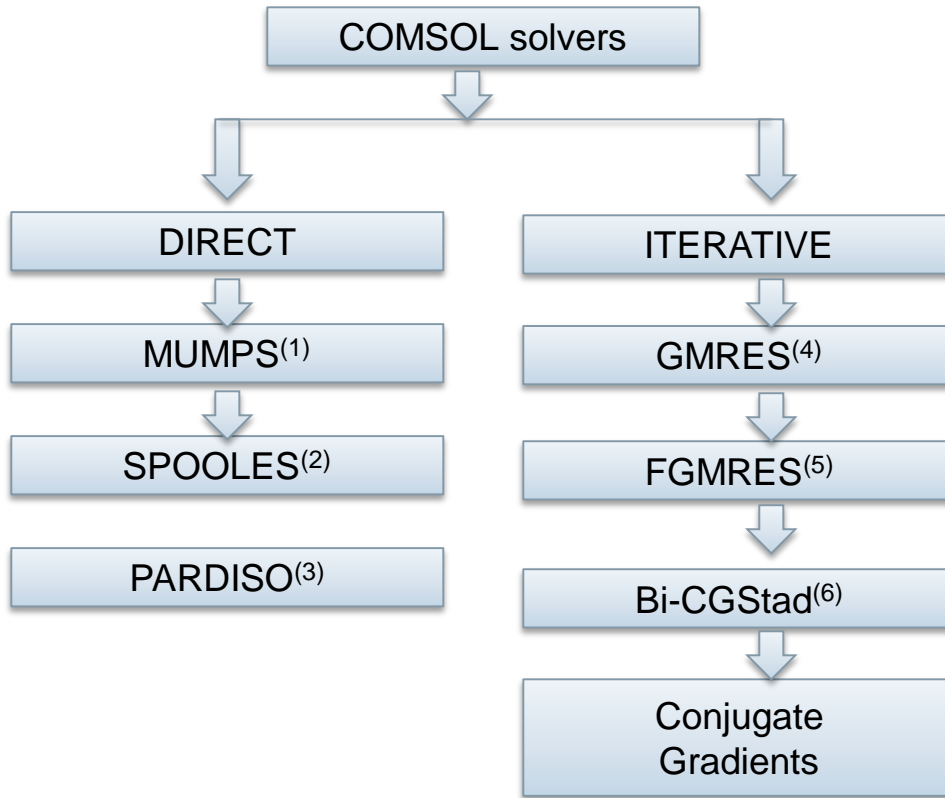 COMSOL solvers
DIRECT
MUMPS(1)
SPOOLES(2)
PARDISO(3)
ITERATIVE
GMRES(4)
FGMRES(5)
Bi-CGStad(6)
Conjugate
Gradients